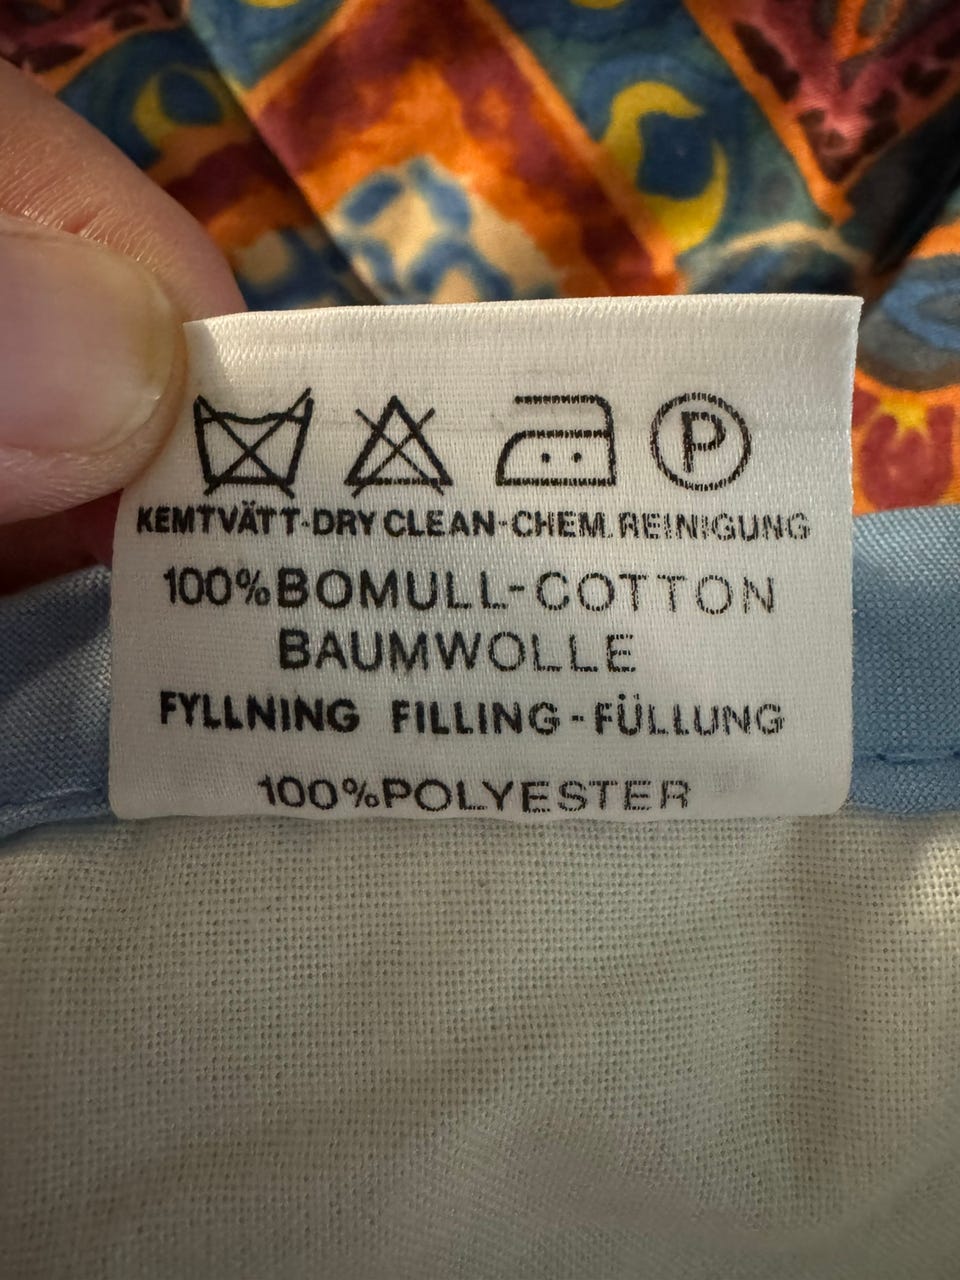 P
KEMTVÄTT-DRY CLEAN-CHEM. REINIGUNG
100%BOMULL-COTTON
BAUMWOLLE
FYLLNING FILLING-FÜLLUNG
100%POLYESTER